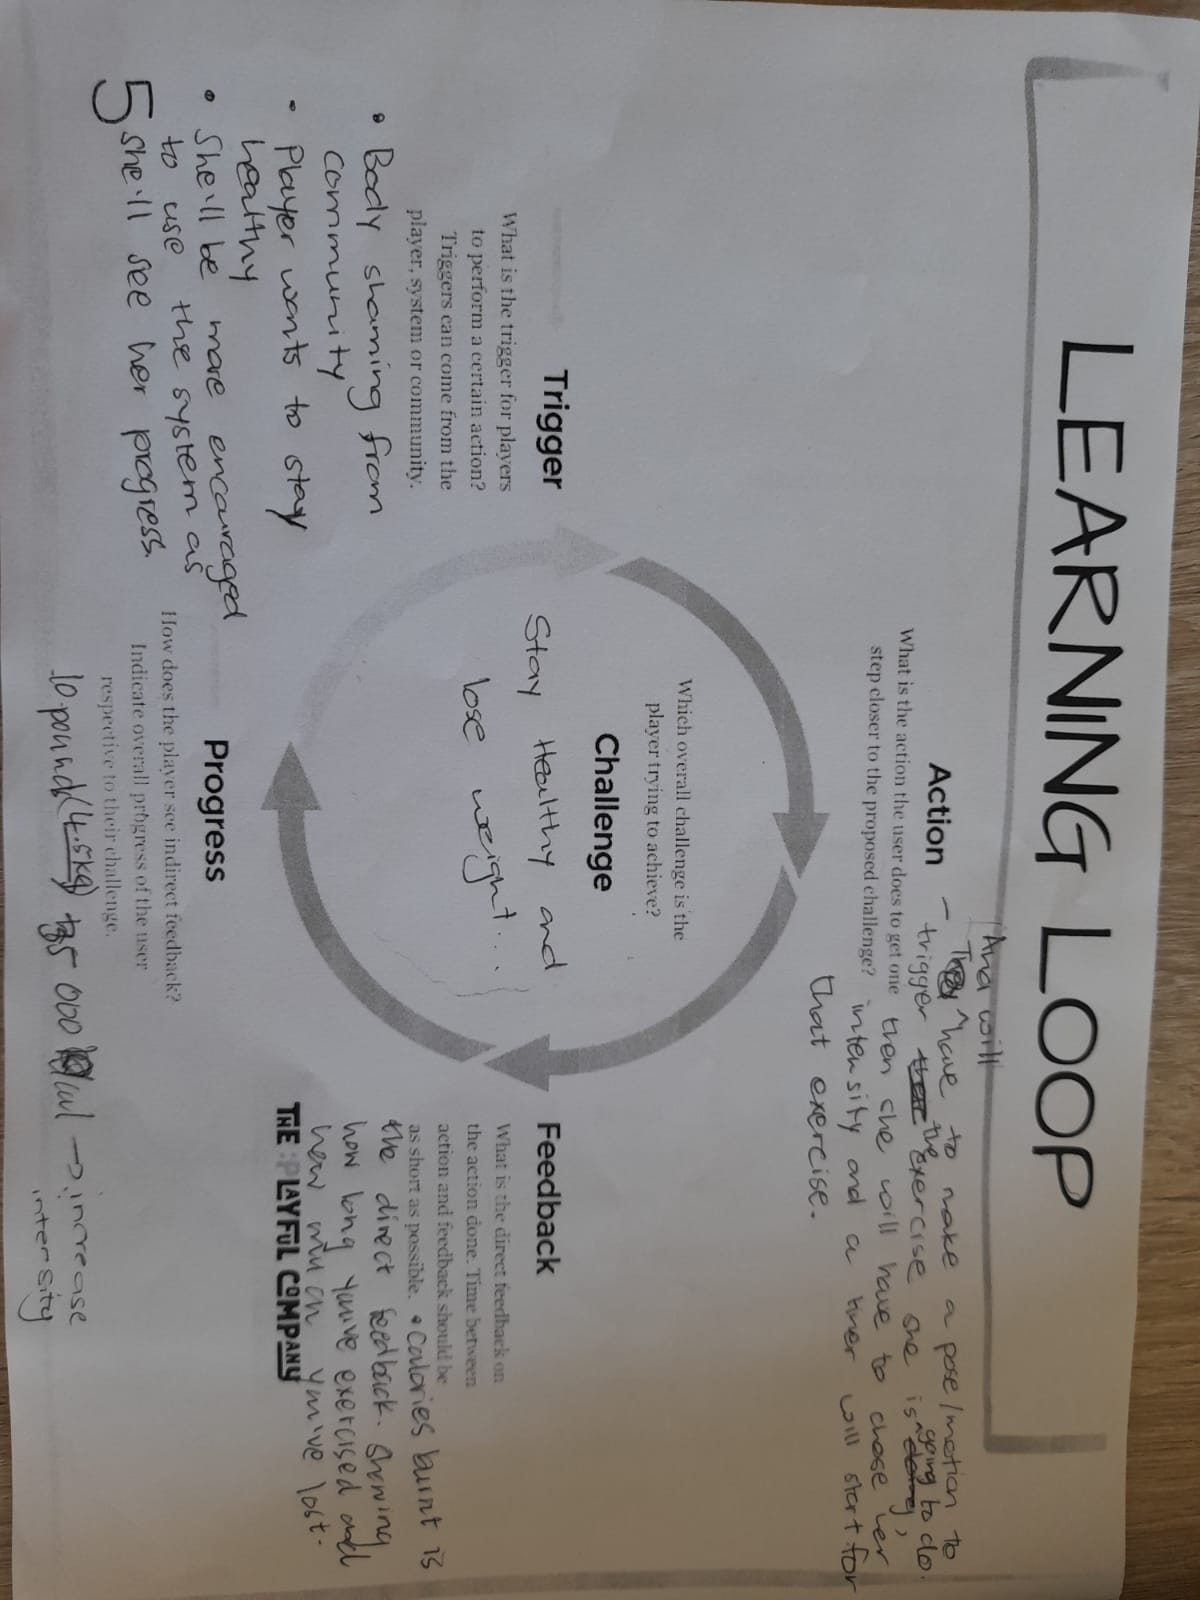 LEARNING LOOP
Action
What is the action the user does to get one
step closer to the proposed challenge?
And will
They ^ have to make a pose/motion to
trigger the exercise she is going to do.
then she will have to chose her
intensity and a timer will start for
that exercise.
Trigger
What is the trigger for players
to perform a certain action?
Triggers can come from the
player, system or community.
• Body shaming from
community
• Player wants to stay
healthy
• She'll be more encouraged
to use the system as
she'll see her progress.
5
Which overall challenge is the
player trying to achieve?
Challenge
Stay Healthy and
lose weight...
Feedback
What is the direct feedback on
the action done. Time between
action and feedback should be
as short as possible.
• Calories burnt is
the direct feedback. Showing
how long you've exercised and
how much you've lost.
THE PLAYFUL COMPANY
Progress
How does the player see indirect feedback?
Indicate overall progress of the user
respective to their challenge.
10 pound (4.5kg) 000 → increase
intensity